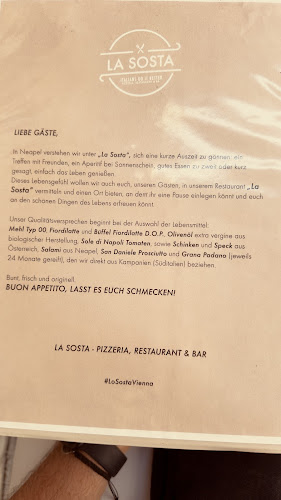 LA SOSTA
LIEBE GÄSTE,
In Neapel verstehen wir unter „La Sosta", sich eine kurze Auszeit zu gönnen: ein
Treffen mit Freunden, ein Aperitif bei Sonnenschein, gutes Essen zu zweit oder kurz
gesagt, einfach das Leben genießen.
Dieses Lebensgefühl wollen wir auch euch, unseren Gästen, in unserem Restaurant „La
Sosta" vermitteln und einen Ort bieten, an dem ihr eine Pause einlegen könnt und euch
an den schönen Dingen des Lebens erfreuen könnt.
Unser Qualitätsversprechen beginnt bei der Auswahl der Lebensmittel:
Mehl Typ 00, Fiordilatte und Büffel Fiordilatte D.O.P., Olivenöl extra vergine aus
biologischer Herstellung, Sole di Napoli Tomaten, sowie Schinken und Speck aus
Österreich, Salami aus Neapel, San Daniele Prosciutto und Grana Padana (jeweils
24 Monate gereift), den wir direkt aus Kampanien (Süditalien) beziehen.
Bunt, frisch und originell.
BUON APPETITO, LASST ES EUCH SCHMECKEN!
LA SOSTA - PIZZERIA, RESTAURANT & BAR
#LaSostaVienna